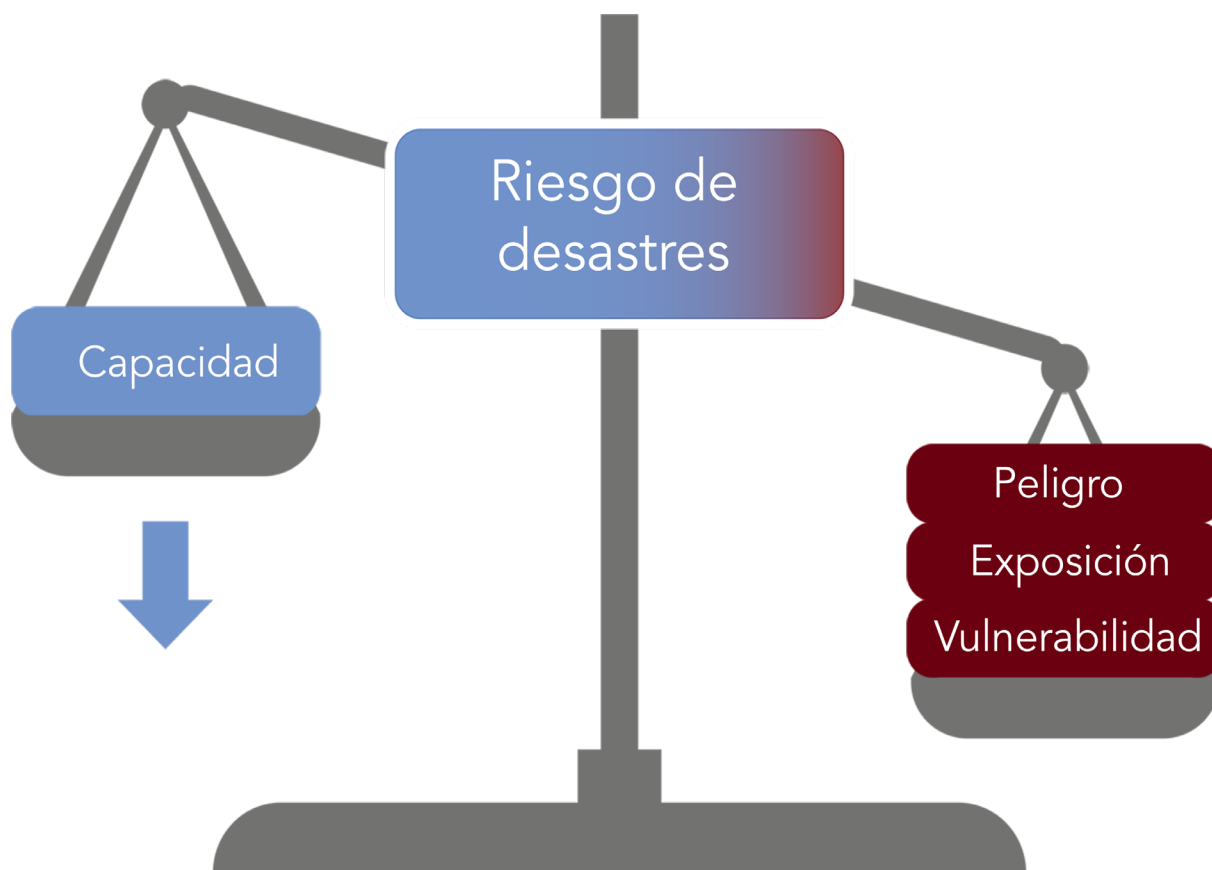 Riesgo de
desastres
Capacidad
Peligro
Exposición
Vulnerabilidad